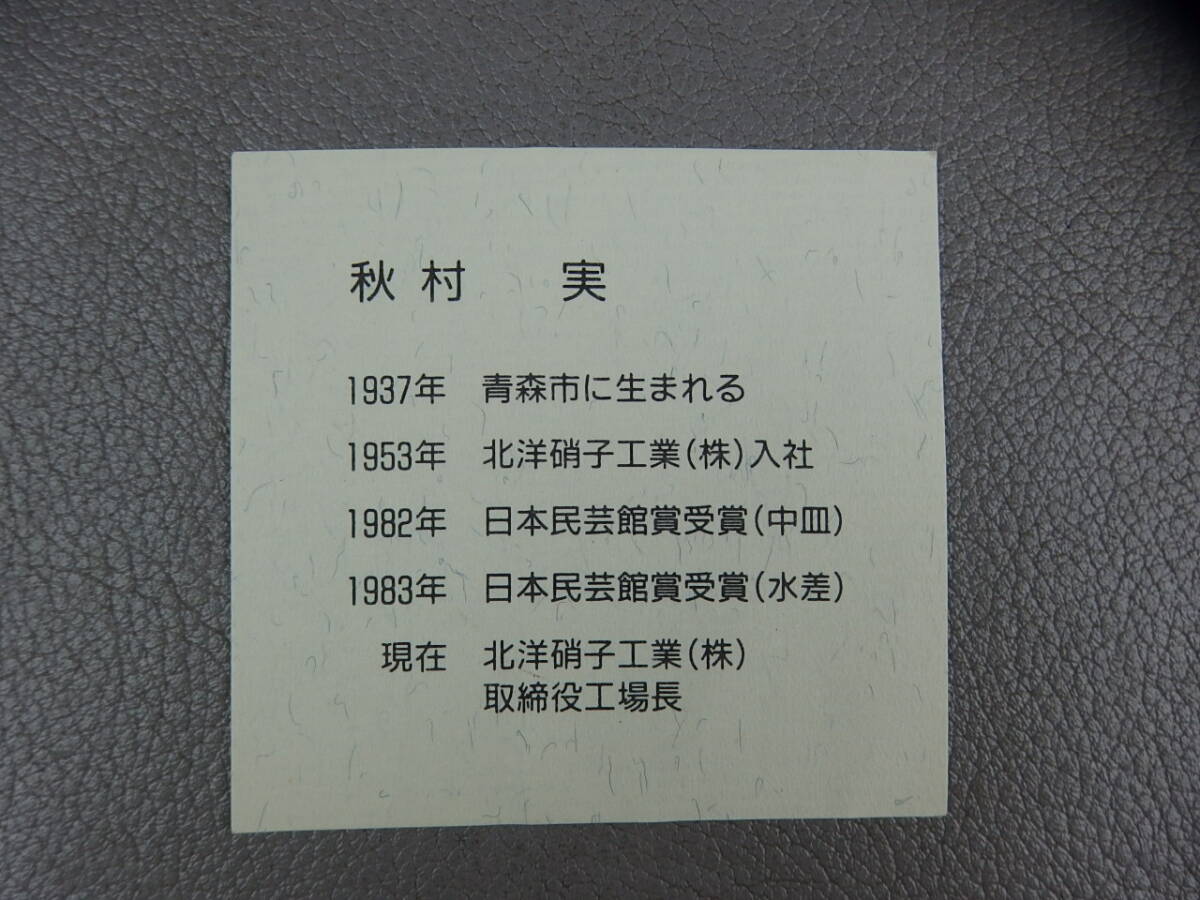 秋村　実
1937年　青森市に生まれる
1953年　北洋硝子工業(株)入社
1982年　日本民芸館賞受賞(中皿)
1983年　日本民芸館賞受賞(水差)
現在　北洋硝子工業(株)
取締役工場長